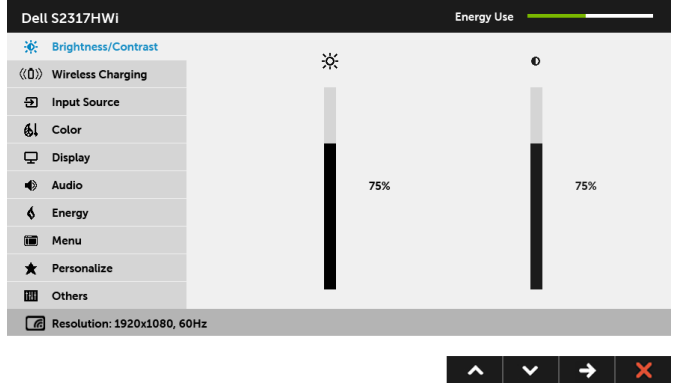 Dell S2317HWi
Energy Use
Brightness/Contrast
Wireless Charging
Input Source
Color
Display
Audio
75%
75%
Energy
Menu
Personalize
Others
Resolution: 1920x1080, 60Hz